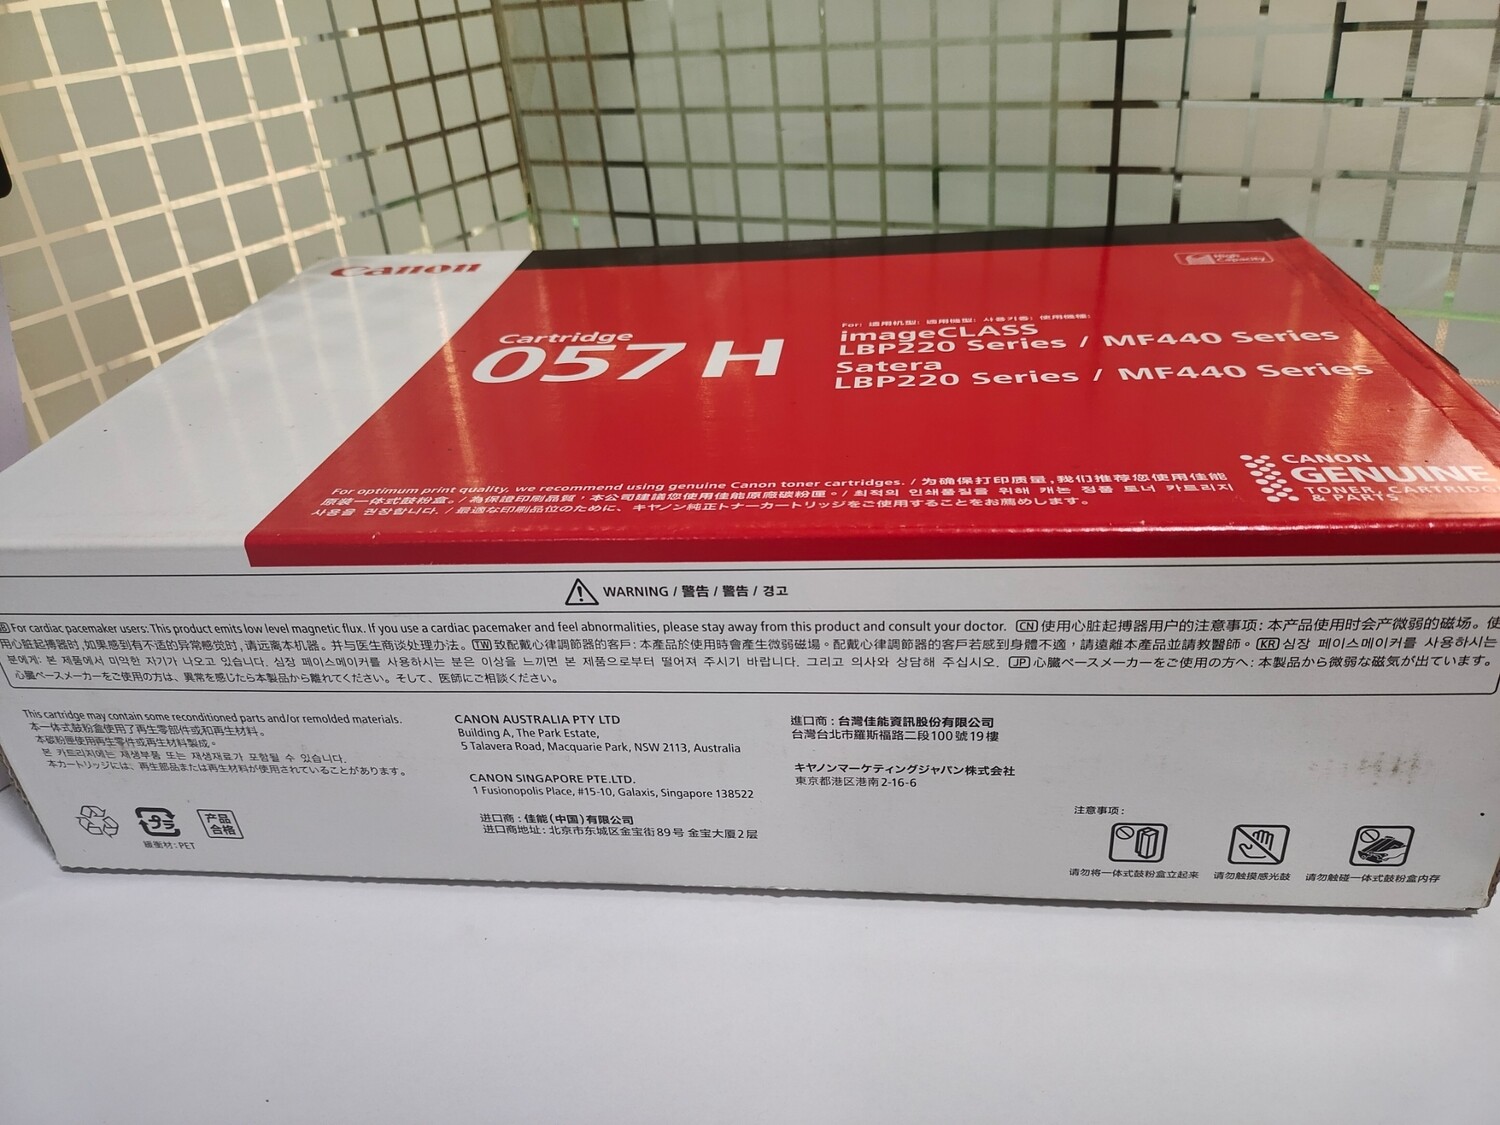 Canon
High Capacity
Cartridge
057 H
For: 适用机型: 適用機型: 사용기종: 使用機種:
imageCLASS
LBP220 Series / MF440 Series
Satera
LBP220 Series / MF440 Series
For optimum print quality, we recommend using genuine Canon toner cartridges. / 为确保打印质量，我们推荐您使用佳能
原装一体式鼓粉盒。/ 為保證印刷品質，本公司建議您使用佳能原廠碳粉匣。/ 최적의 인쇄품질을 위해 캐논 정품 토너 카트리지
사용을 권장합니다. / 最適な印刷品位のために、キヤノン純正トナーカートリッジをご使用することをお薦めします。
CANON
GENUINE
TONER, CARTRIDGE
& PARTS
WARNING / 警告 / 警告 / 경고
For cardiac pacemaker users: This product emits low level magnetic flux. If you use a cardiac pacemaker and feel abnormalities, please stay away from this product and consult your doctor. CN 使用心脏起搏器用户的注意事项: 本产品使用时会产微弱的磁场。使
用心脏起搏器时,如果感到有不适的异常感觉时,请远离本机器。并与医生商谈处理办法。TW 致配戴心律調節器的客戶: 本產品於使用時會產生微弱磁場。配戴心律調節器的客戶若感到身體不適，請遠離本產品並請教醫師。KR 심장 페이스메이커를 사용하시는
분에게: 본 제품에서 미약한 자기가 나오고 있습니다. 심장 페이스메이커를 사용하시는 분은 이상을 느끼면 본 제품으로부터 떨어져 주시기 바랍니다. 그리고 의사와 상담해 주십시오. JP 心臓ペースメーカーをご使用の方へ: 本製品から微弱な磁気が出ています。
心臓ペースメーカーをご使用の方は、異常を感じたら本製品から離れてください。そして、医師にご相談ください。
This cartridge may contain some reconditioned parts and/or remolded materials.
本一体式鼓粉盒使用了再生零部件或和再生材料。
本碳粉匣使用再生零件或再生材料製成。
본 카트리지에는 재생부품 또는 재생재료가 포함될 수 있습니다.
本カートリッジには、再生部品または再生材料が使用されていることがあります。
プラ
緩衝材: PET
产品
合格
CANON AUSTRALIA PTY LTD
Building A, The Park Estate,
5 Talavera Road, Macquarie Park, NSW 2113, Australia
CANON SINGAPORE PTE.LTD.
1 Fusionopolis Place, #15-10, Galaxis, Singapore 138522
进口商 : 佳能(中国)有限公司
进口商地址: 北京市东城区金宝街89号 金宝大厦2层
進口商 : 台灣佳能資訊股份有限公司
台灣台北市羅斯福路二段100號19樓
キヤノンマーケティングジャパン株式会社
東京都港区港南2-16-6
注意事项 :
请勿将一体式鼓粉盒立起来
请勿触摸感光鼓
请勿触碰一体式鼓粉盒内存